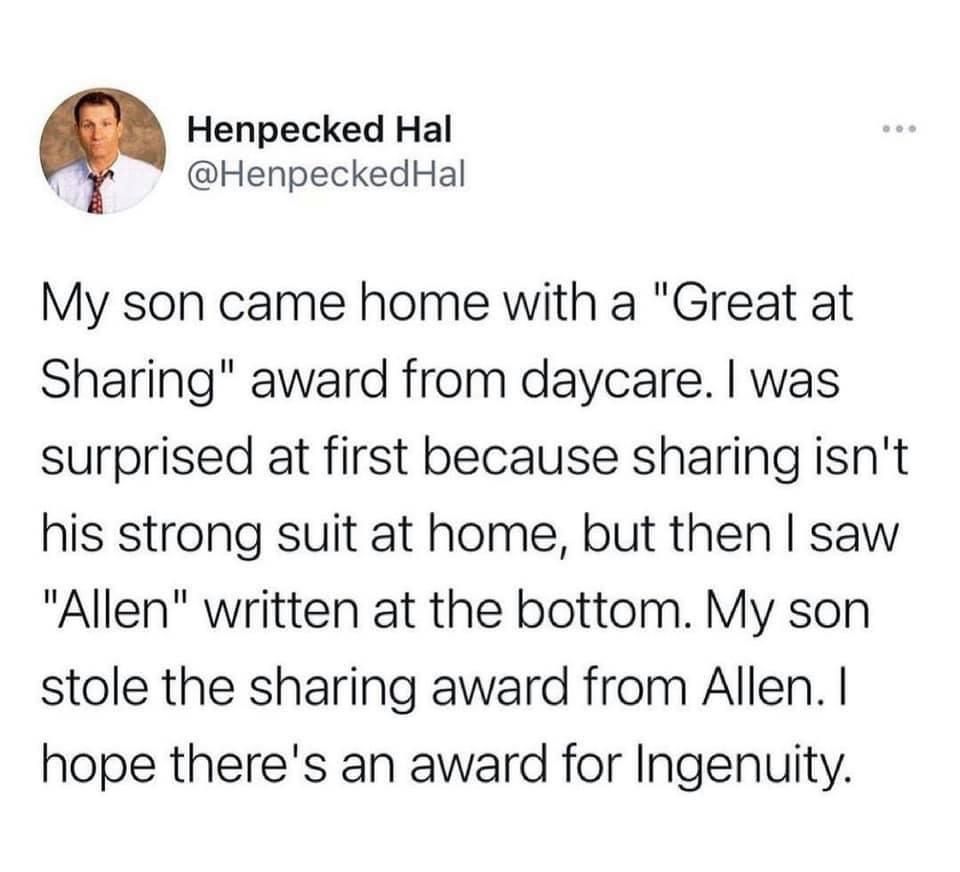 Henpecked Hal
@HenpeckedHal
My son came home with a "Great at
Sharing" award from daycare. I was
surprised at first because sharing isn't
his strong suit at home, but then I saw
"Allen" written at the bottom. My son
stole the sharing award from Allen. I
hope there's an award for Ingenuity.